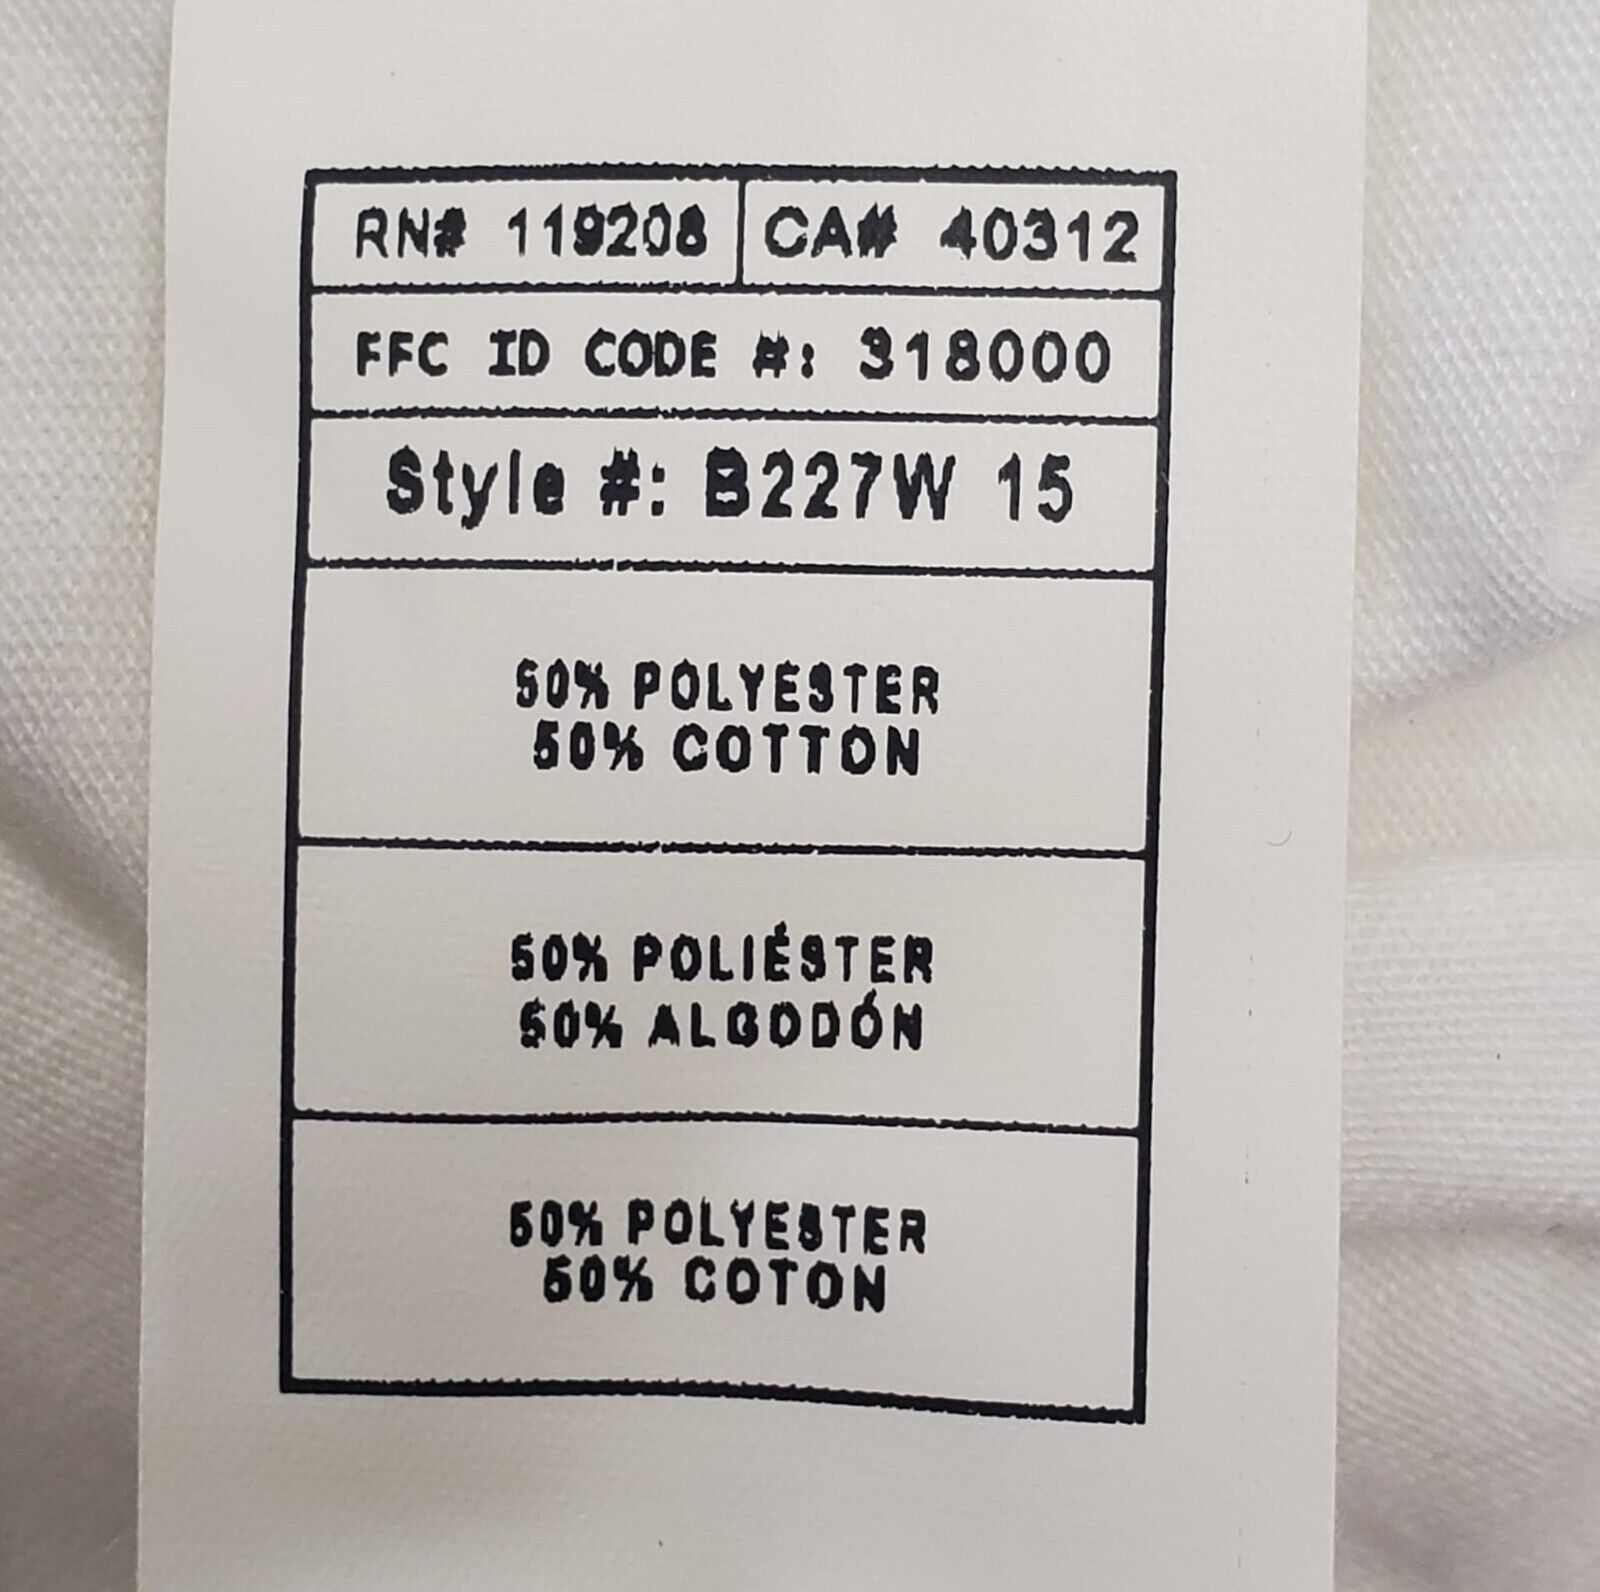 RN# 119208 CA# 40312
FFC ID CODE #: 318000
Style #: B227W 15
50% POLYESTER
50% COTTON
50% POLIÉSTER
50% ALGODÓN
50% POLYESTER
50% COTON